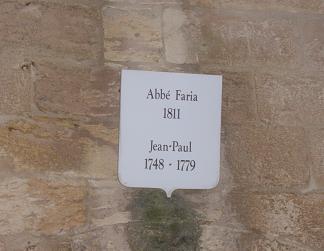 Abbé Faria
1811
Jean-Paul
1748 - 1779